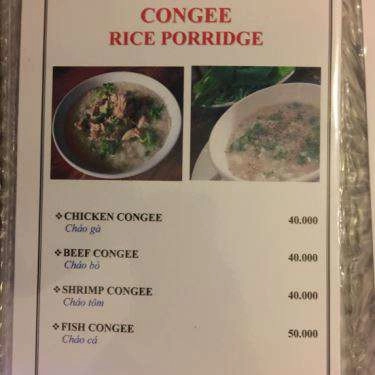 CONGEE
RICE PORRIDGE
❖CHICKEN CONGEE 40.000
Cháo gà
❖BEEF CONGEE 40.000
Cháo bò
❖SHRIMP CONGEE 40.000
Cháo tôm
❖FISH CONGEE 50.000
Cháo cá